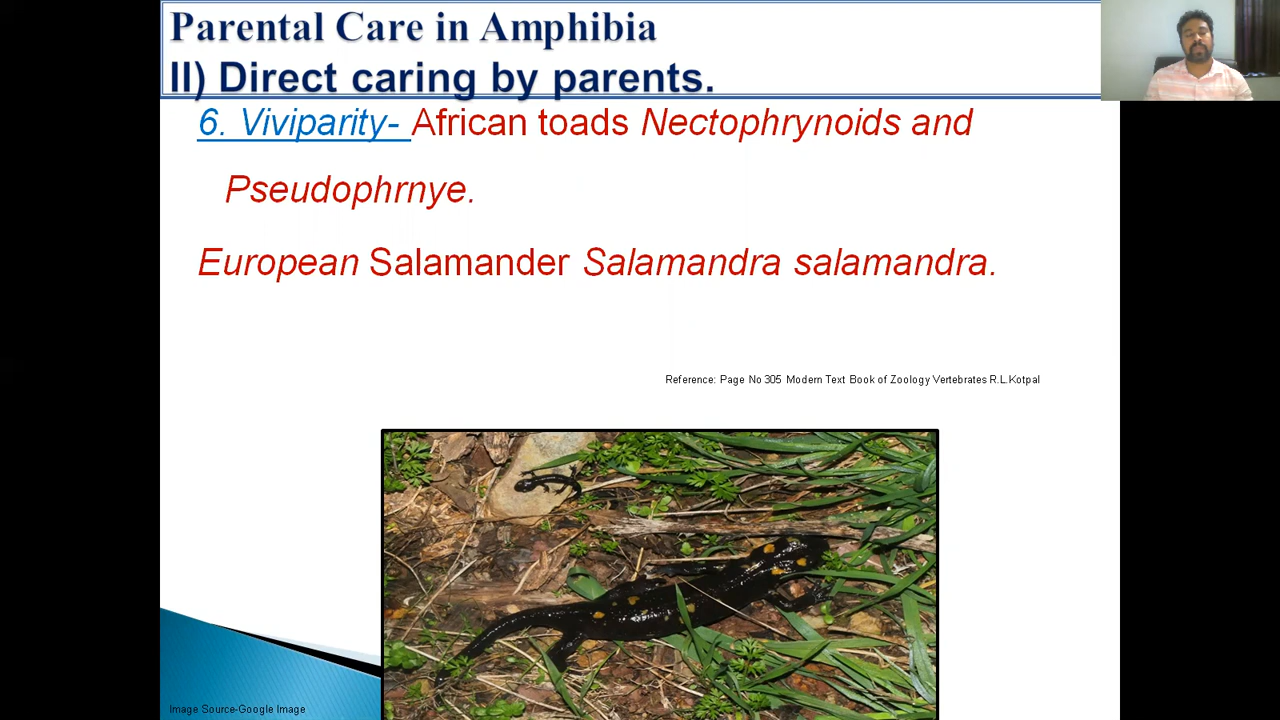 Parental Care in Amphibia
II) Direct caring by parents.
6. Viviparity- African toads Nectophrynoids and
Pseudophrnye.
European Salamander Salamandra salamandra.
Reference: Page No 305 Modern Text Book of Zoology Vertebrates R.L.Kotpal
Image Source-Google Image